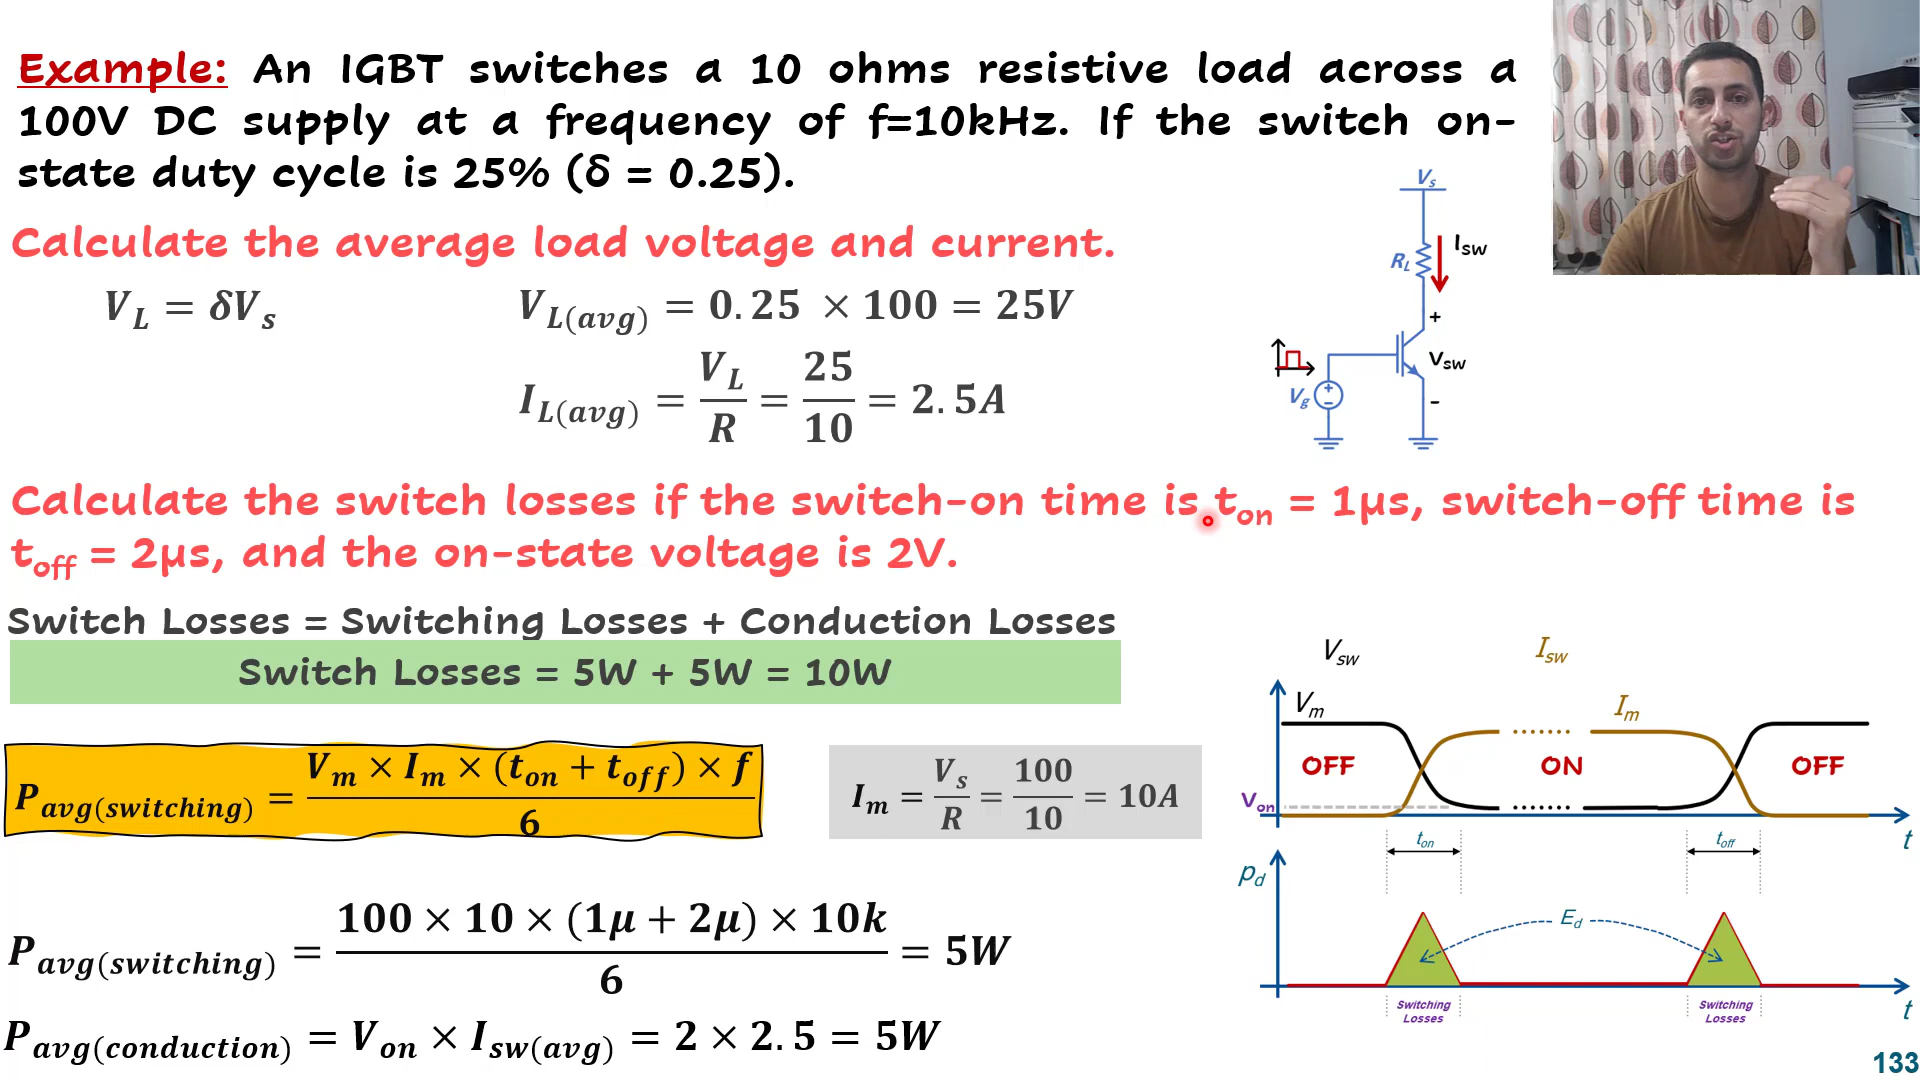 Example: An IGBT switches a 10 ohms resistive load across a
100V DC supply at a frequency of f=10kHz. If the switch on-
state duty cycle is 25% (δ = 0.25).
Calculate the average load voltage and current.
V_L = δV_s
V_L(avg) = 0.25 × 100 = 25V
I_L(avg) = V_L / R = 25 / 10 = 2.5A
V_s
R_L
I_SW
+
V_SW
-
V_g
+
−
Calculate the switch losses if the switch-on time is t_on = 1μs, switch-off time is
t_off = 2μs, and the on-state voltage is 2V.
Switch Losses = Switching Losses + Conduction Losses
Switch Losses = 5W + 5W = 10W
P_avg(switching) = V_m × I_m × (t_on + t_off) × f / 6
I_m = V_s / R = 100 / 10 = 10A
P_avg(switching) = 100 × 10 × (1μ + 2μ) × 10k / 6 = 5W
P_avg(conduction) = V_on × I_sw(avg) = 2 × 2.5 = 5W
V_sw
I_sw
V_m
I_m
OFF
ON
OFF
V_on
t
t_on
t_off
p_d
E_d
Switching
Losses
Switching
Losses
t
133